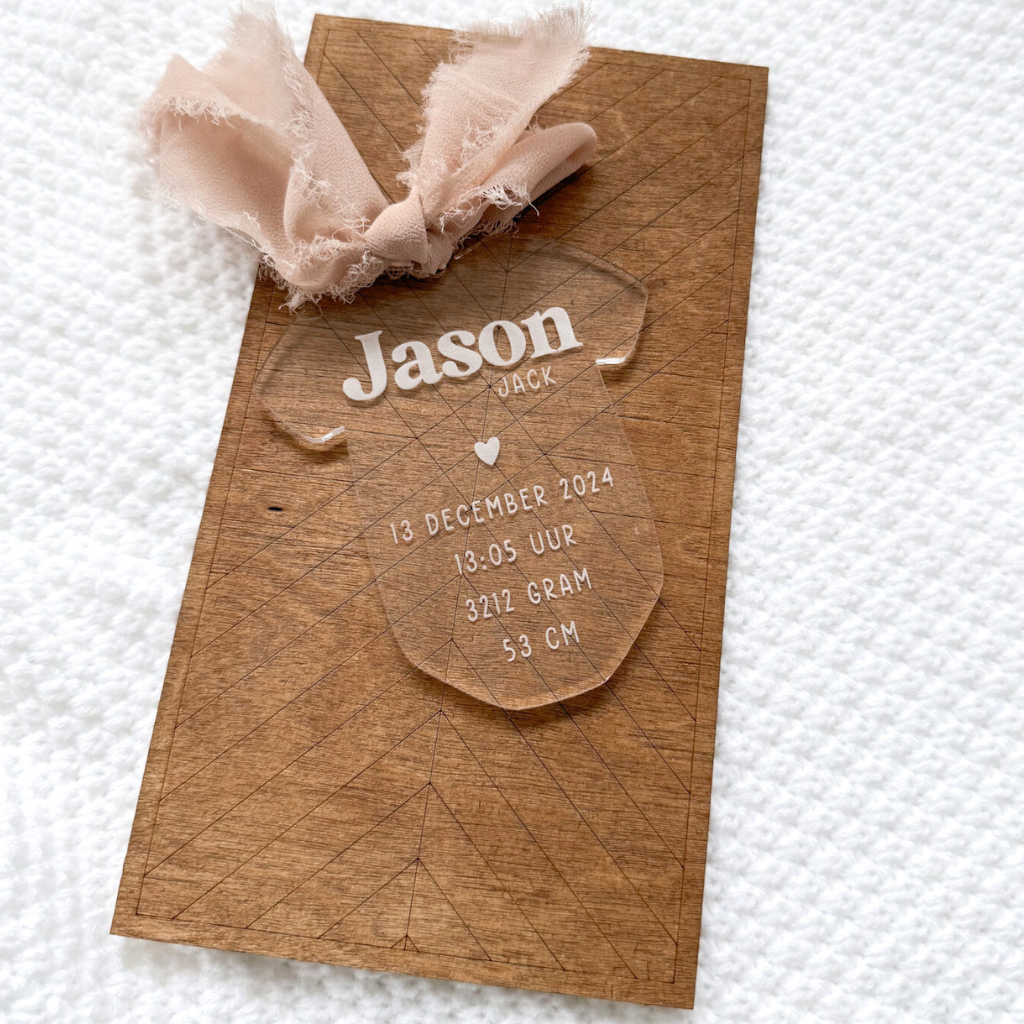 Jason
JACK
13 DECEMBER 2024
13:05 UUR
3212 GRAM
53 CM